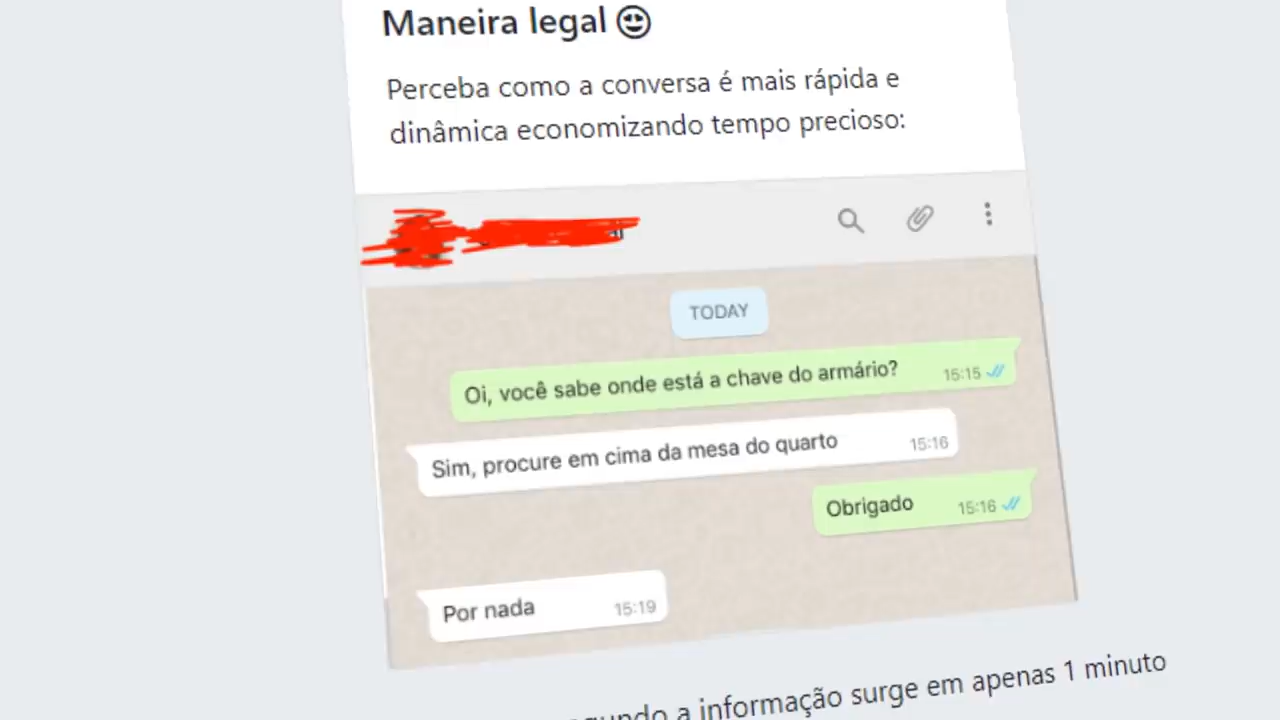 Maneira legal 😍
Perceba como a conversa é mais rápida e
dinâmica economizando tempo precioso:
TODAY
Oi, você sabe onde está a chave do armário? 15:15
Sim, procure em cima da mesa do quarto 15:16
Obrigado 15:16
Por nada 15:19
a informação surge em apenas 1 minuto